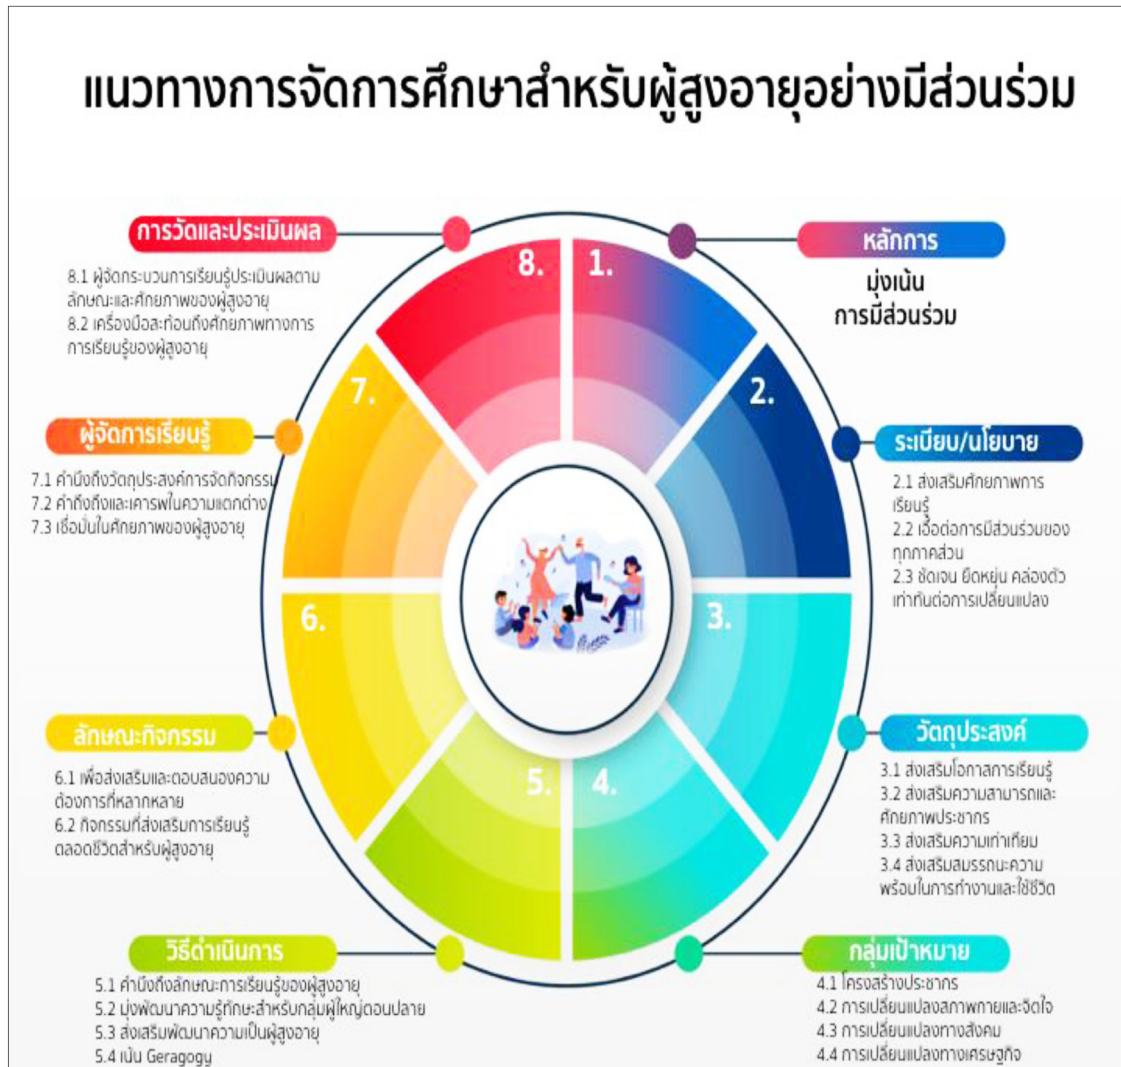 แนวทางการจัดการศึกษาสำหรับผู้สูงอายุอย่างมีส่วนร่วม
1.
หลักการ
มุ่งเน้น
การมีส่วนร่วม
2.
ระเบียบ/นโยบาย
2.1 ส่งเสริมศักยภาพการ
เรียนรู้
2.2 เอื้อต่อการมีส่วนร่วมของ
ทุกภาคส่วน
2.3 ชัดเจน ยืดหยุ่น คล่องตัว
เท่าทันต่อการเปลี่ยนแปลง
3.
วัตถุประสงค์
3.1 ส่งเสริมโอกาสการเรียนรู้
3.2 ส่งเสริมความสามารถและ
ศักยภาพประชากร
3.3 ส่งเสริมความเท่าเทียม
3.4 ส่งเสริมสมรรถนะความ
พร้อมในการทำงานและใช้ชีวิต
4.
กลุ่มเป้าหมาย
4.1 โครงสร้างประชากร
4.2 การเปลี่ยนแปลงสภาพกายและจิตใจ
4.3 การเปลี่ยนแปลงทางสังคม
4.4 การเปลี่ยนแปลงทางเศรษฐกิจ
5.
วิธีดำเนินการ
5.1 คำนึงถึงลักษณะการเรียนรู้ของผู้สูงอายุ
5.2 มุ่งพัฒนาความรู้ทักษะสำหรับกลุ่มผู้ใหญ่ตอนปลาย
5.3 ส่งเสริมพัฒนาความเป็นผู้สูงอายุ
5.4 เน้น Geragogy
6.
ลักษณะกิจกรรม
6.1 เพื่อส่งเสริมและตอบสนองความ
ต้องการที่หลากหลาย
6.2 กิจกรรมที่ส่งเสริมการเรียนรู้
ตลอดชีวิตสำหรับผู้สูงอายุ
7.
ผู้จัดการเรียนรู้
7.1 คำนึงถึงวัตถุประสงค์การจัดกิจกรรม
7.2 คำถึงถึงและเคารพในความแตกต่าง
7.3 เชื่อมั่นในศักยภาพของผู้สูงอายุ
8.
การวัดและประเมินผล
8.1 ผู้จัดกระบวนการเรียนรู้ประเมินผลตาม
ลักษณะและศักยภาพของผู้สูงอายุ
8.2 เครื่องมือสะท้อนถึงศักยภาพทางการ
การเรียนรู้ของผู้สูงอายุ